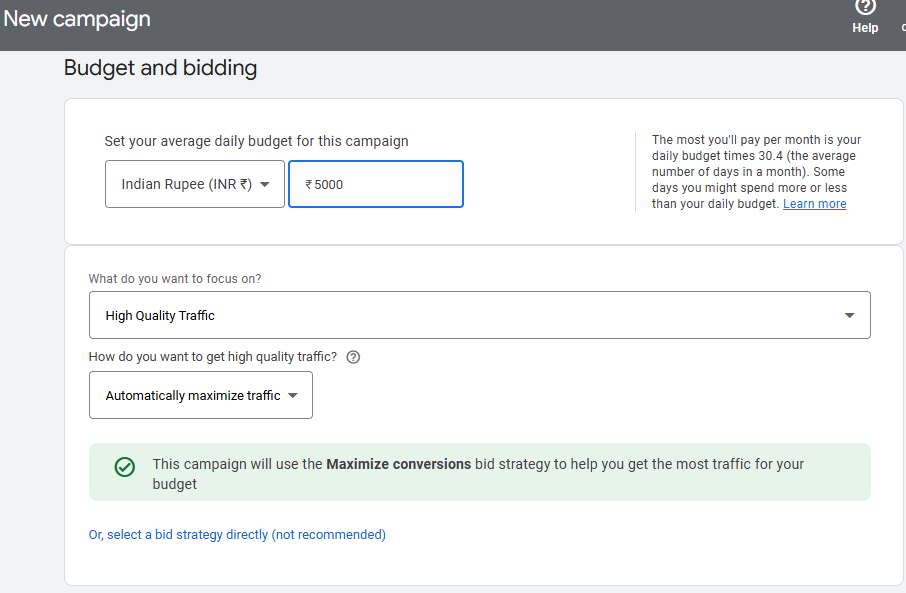 New campaign
Help
Budget and bidding
Set your average daily budget for this campaign
Indian Rupee (INR ₹)
₹ 5000
The most you'll pay per month is your
daily budget times 30.4 (the average
number of days in a month). Some
days you might spend more or less
than your daily budget. Learn more
What do you want to focus on?
High Quality Traffic
How do you want to get high quality traffic?
Automatically maximize traffic
This campaign will use the Maximize conversions bid strategy to help you get the most traffic for your
budget
Or, select a bid strategy directly (not recommended)